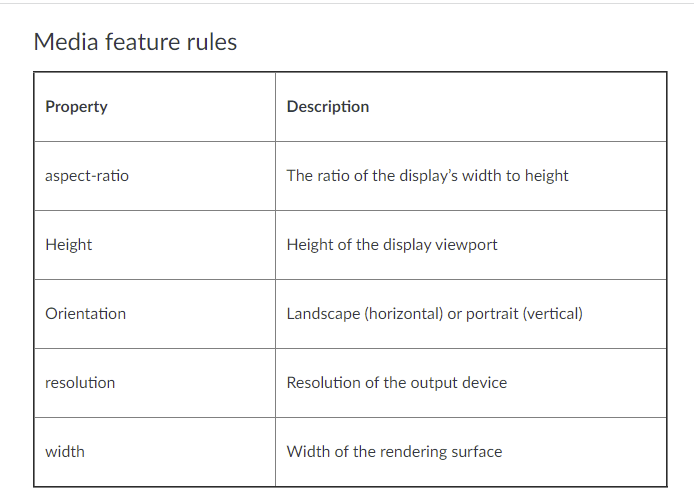 Media feature rules
Property Description
aspect-ratio The ratio of the display's width to height
Height Height of the display viewport
Orientation Landscape (horizontal) or portrait (vertical)
resolution Resolution of the output device
width Width of the rendering surface